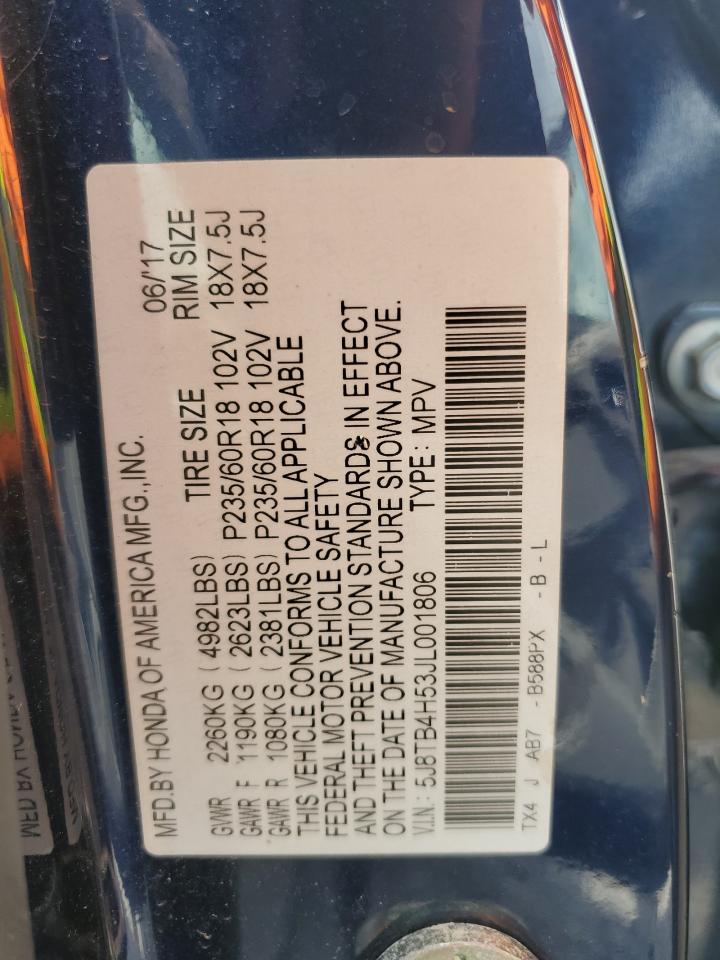 MFD.BY HONDA OF AMERICA MFG.,INC. 06/'17
TIRE SIZE RIM SIZE
GVWR 2260KG ( 4982LBS)
GAWR F 1190KG ( 2623LBS) P235/60R18 102V 18X7.5J
GAWR R 1080KG ( 2381LBS) P235/60R18 102V 18X7.5J
THIS VEHICLE CONFORMS TO ALL APPLICABLE
FEDERAL MOTOR VEHICLE SAFETY
AND THEFT PREVENTION STANDARDS IN EFFECT
ON THE DATE OF MANUFACTURE SHOWN ABOVE.
V.I.N.: 5J8TB4H53JL001806 TYPE: MPV
TX4 J AB7 -B588PX -B-L